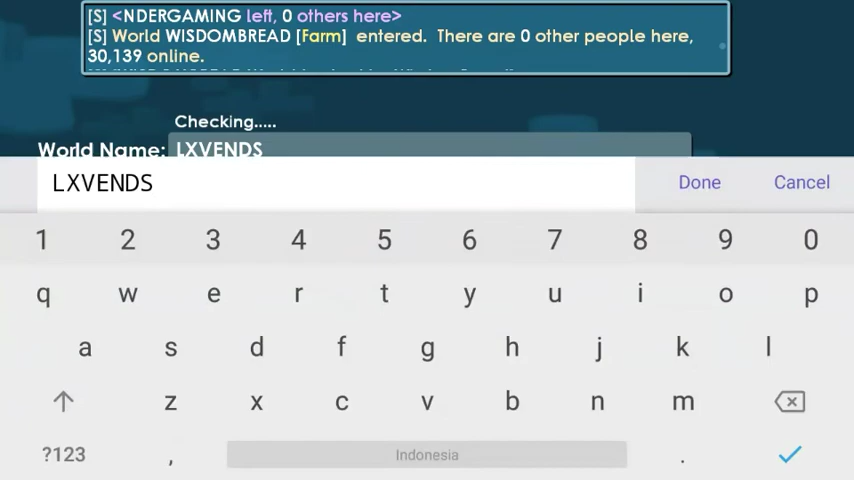 [S] <NDERGAMING left, 0 others here>
[S] World WISDOMBREAD [Farm] entered. There are 0 other people here,
30,139 online.
Checking.....
World Name: LXVENDS
LXVENDS Done Cancel
1 2 3 4 5 6 7 8 9 0
q w e r t y u i o p
a s d f g h j k l
z x c v b n m
?123 , Indonesia .